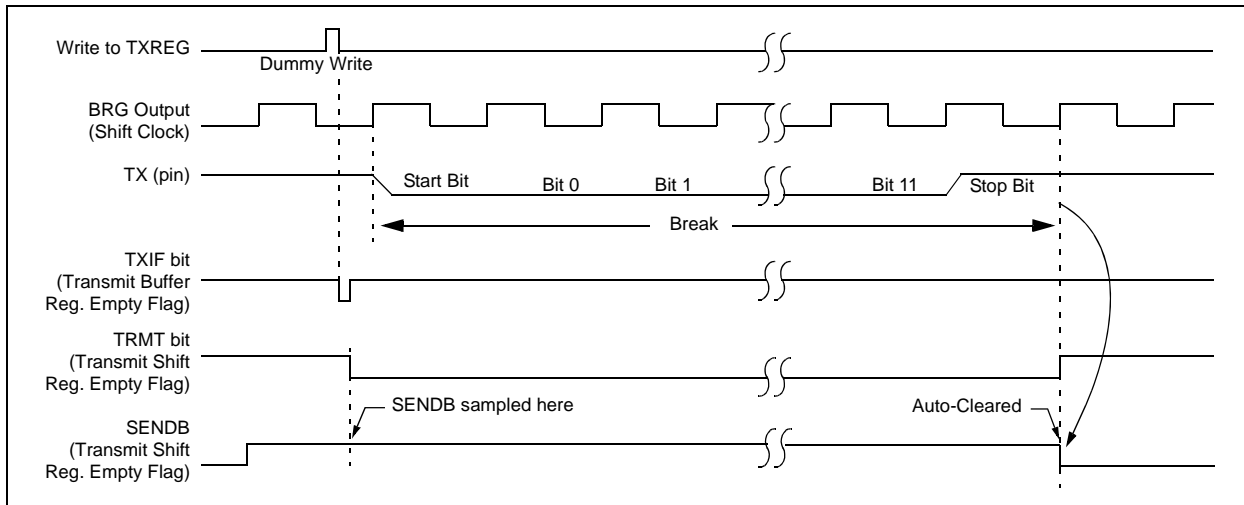 Write to TXREG
Dummy Write
BRG Output
(Shift Clock)
TX (pin)
Start Bit
Bit 0
Bit 1
Bit 11
Stop Bit
Break
TXIF bit
(Transmit Buffer
Reg. Empty Flag)
TRMT bit
(Transmit Shift
Reg. Empty Flag)
SENDB sampled here
Auto-Cleared
SENDB
(Transmit Shift
Reg. Empty Flag)